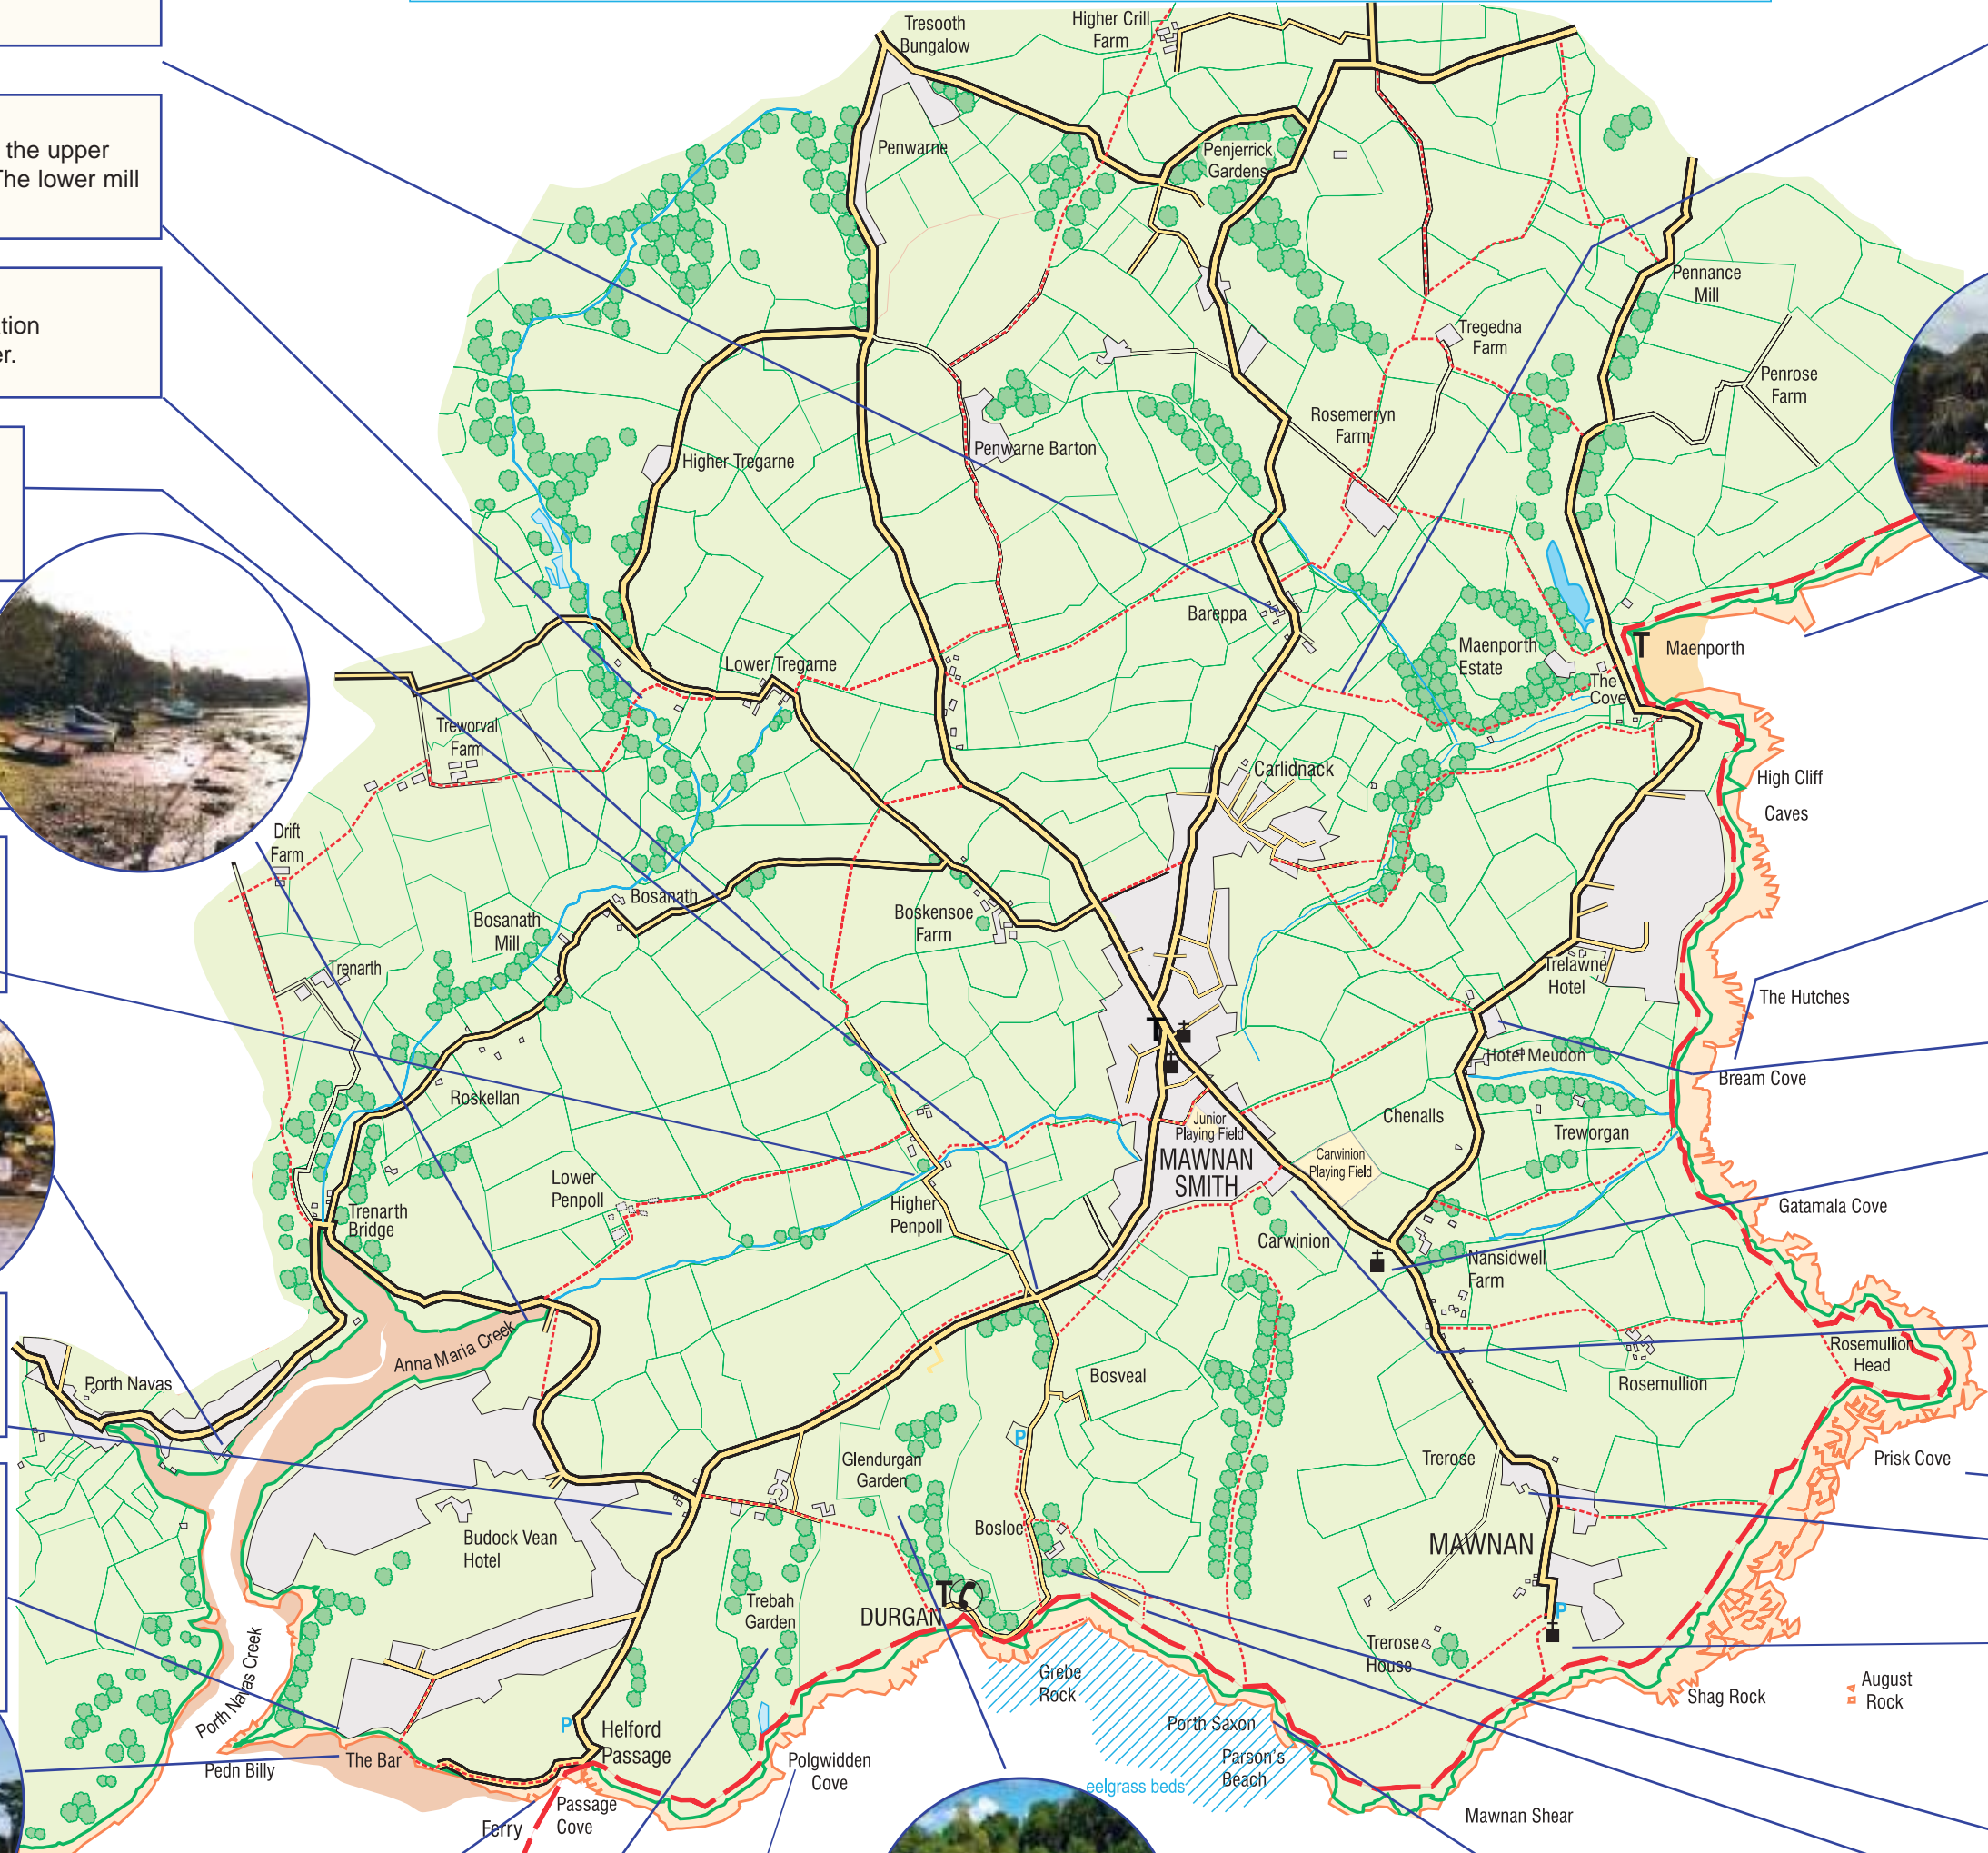 the upper
The lower mill
ation
er.
Tresooth
Bungalow
Higher Crill
Farm
Penwarne
Penjerrick
Gardens
Pennance
Mill
Tregedna
Farm
Penrose
Farm
Rosemerryn
Farm
Higher Tregarne
Penwarne Barton
Bareppa
Maenporth
Estate
T
Maenporth
The
Cove
Lower Tregarne
Treworval
Farm
Carlidnack
High Cliff
Caves
Drift
Farm
Bosanath
Bosanath
Mill
Boskensoe
Farm
Trenarth
Trelawne
Hotel
The Hutches
T
Hotel Meudon
Bream Cove
Roskellan
Chenalls
Treworgan
Junior
Playing Field
MAWNAN
SMITH
Carwinion
Playing Field
Lower
Penpoll
Higher
Penpoll
Trenarth
Bridge
Gatamala Cove
Carwinion
Nansidwell
Farm
Anna Maria Creek
Rosemullion
Head
Porth Navas
Bosveal
Rosemullion
P
Glendurgan
Garden
Trerose
Prisk Cove
Budock Vean
Hotel
Bosloe
MAWNAN
T
Trebah
Garden
DURGAN
P
Trerose
House
Grebe
Rock
Port Navas Creek
Shag Rock
August
Rock
P
Helford
Passage
Porth Saxon
Parson's
Beach
The Bar
Pedn Billy
Polgwidden
Cove
eelgrass beds
Passage
Cove
Ferry
Mawnan Shear